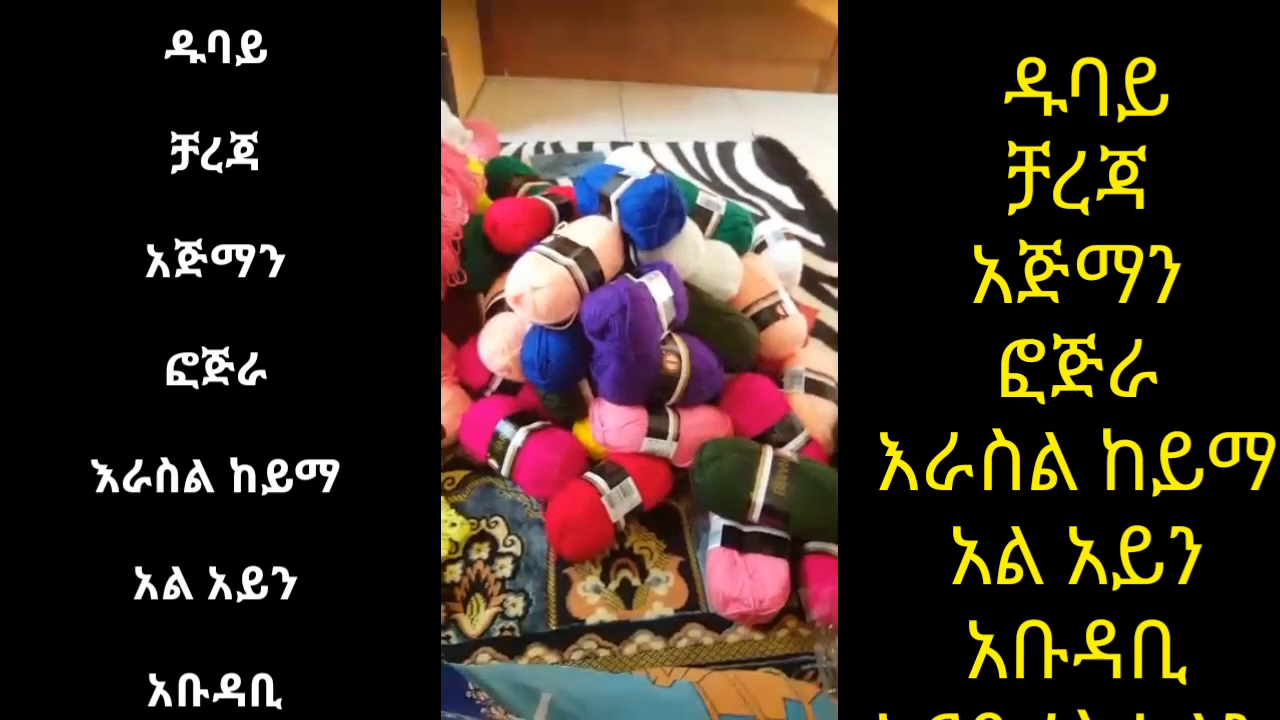 ዱባይ
ቻረጃ
አጅማን
ፎጅራ
እራስል ከይማ
አል አይን
አቡዳቢ
ዱባይ
ቻረጃ
አጅማን
ፎጅራ
እራስል ከይማ
አል አይን
አቡዳቢ